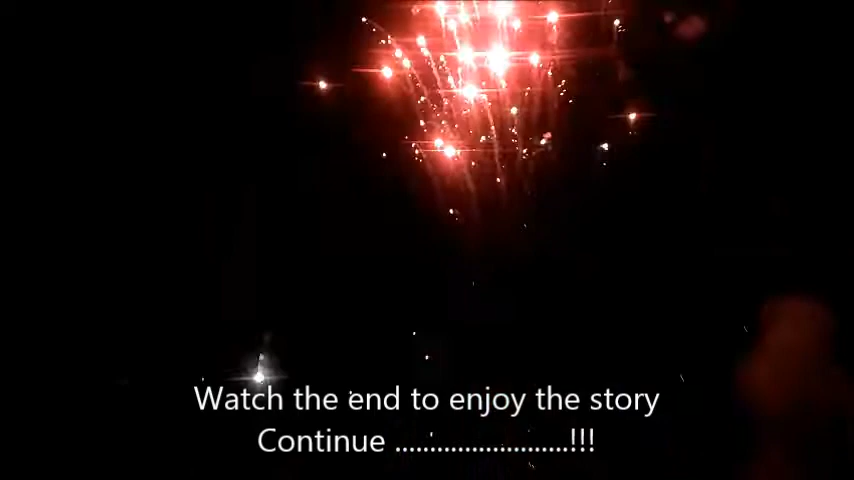 Watch the end to enjoy the story
Continue .........................!!!